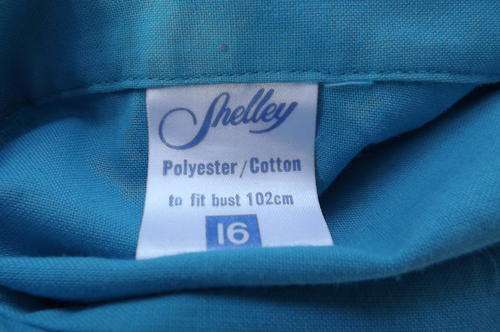 Shelley
Polyester/Cotton
to fit bust 102cm
16